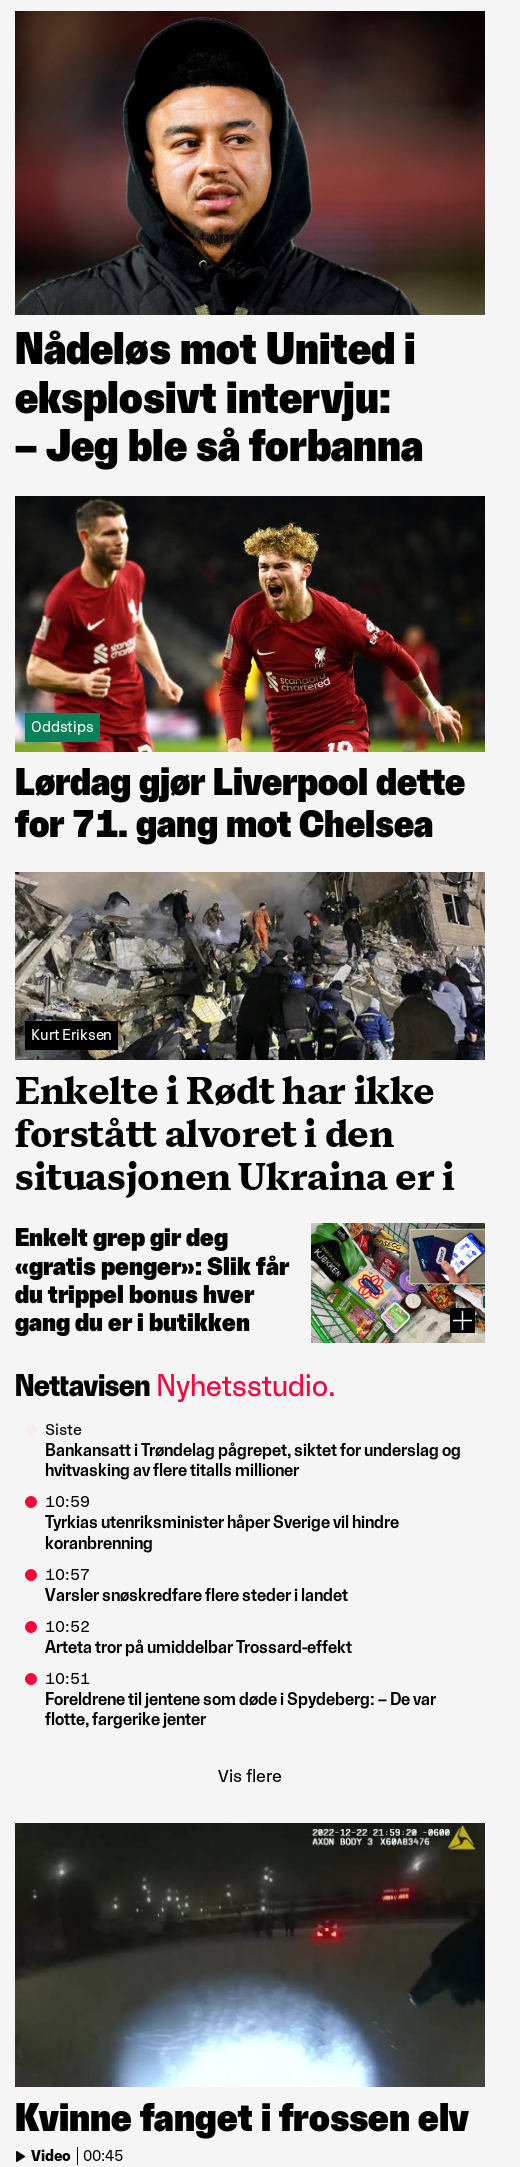 Nådeløs mot United i
eksplosivt intervju:
– Jeg ble så forbanna
standard
chartered
standard
chartered
19
Oddstips
Lørdag gjør Liverpool dette
for 71. gang mot Chelsea
Kurt Eriksen
Enkelte i Rødt har ikke
forstått alvoret i den
situasjonen Ukraina er i
Enkelt grep gir deg
«gratis penger»: Slik får
du trippel bonus hver
gang du er i butikken
KJØKKEN
Nettavisen Nyhetsstudio.
Siste
Bankansatt i Trøndelag pågrepet, siktet for underslag og
hvitvasking av flere titalls millioner
10:59
Tyrkias utenriksminister håper Sverige vil hindre
koranbrenning
10:57
Varsler snøskredfare flere steder i landet
10:52
Arteta tror på umiddelbar Trossard-effekt
10:51
Foreldrene til jentene som døde i Spydeberg: – De var
flotte, fargerike jenter
Vis flere
2022-12-22 21:59:20 -0600
AXON BODY 3 X60A83476
Kvinne fanget i frossen elv
Video 00:45